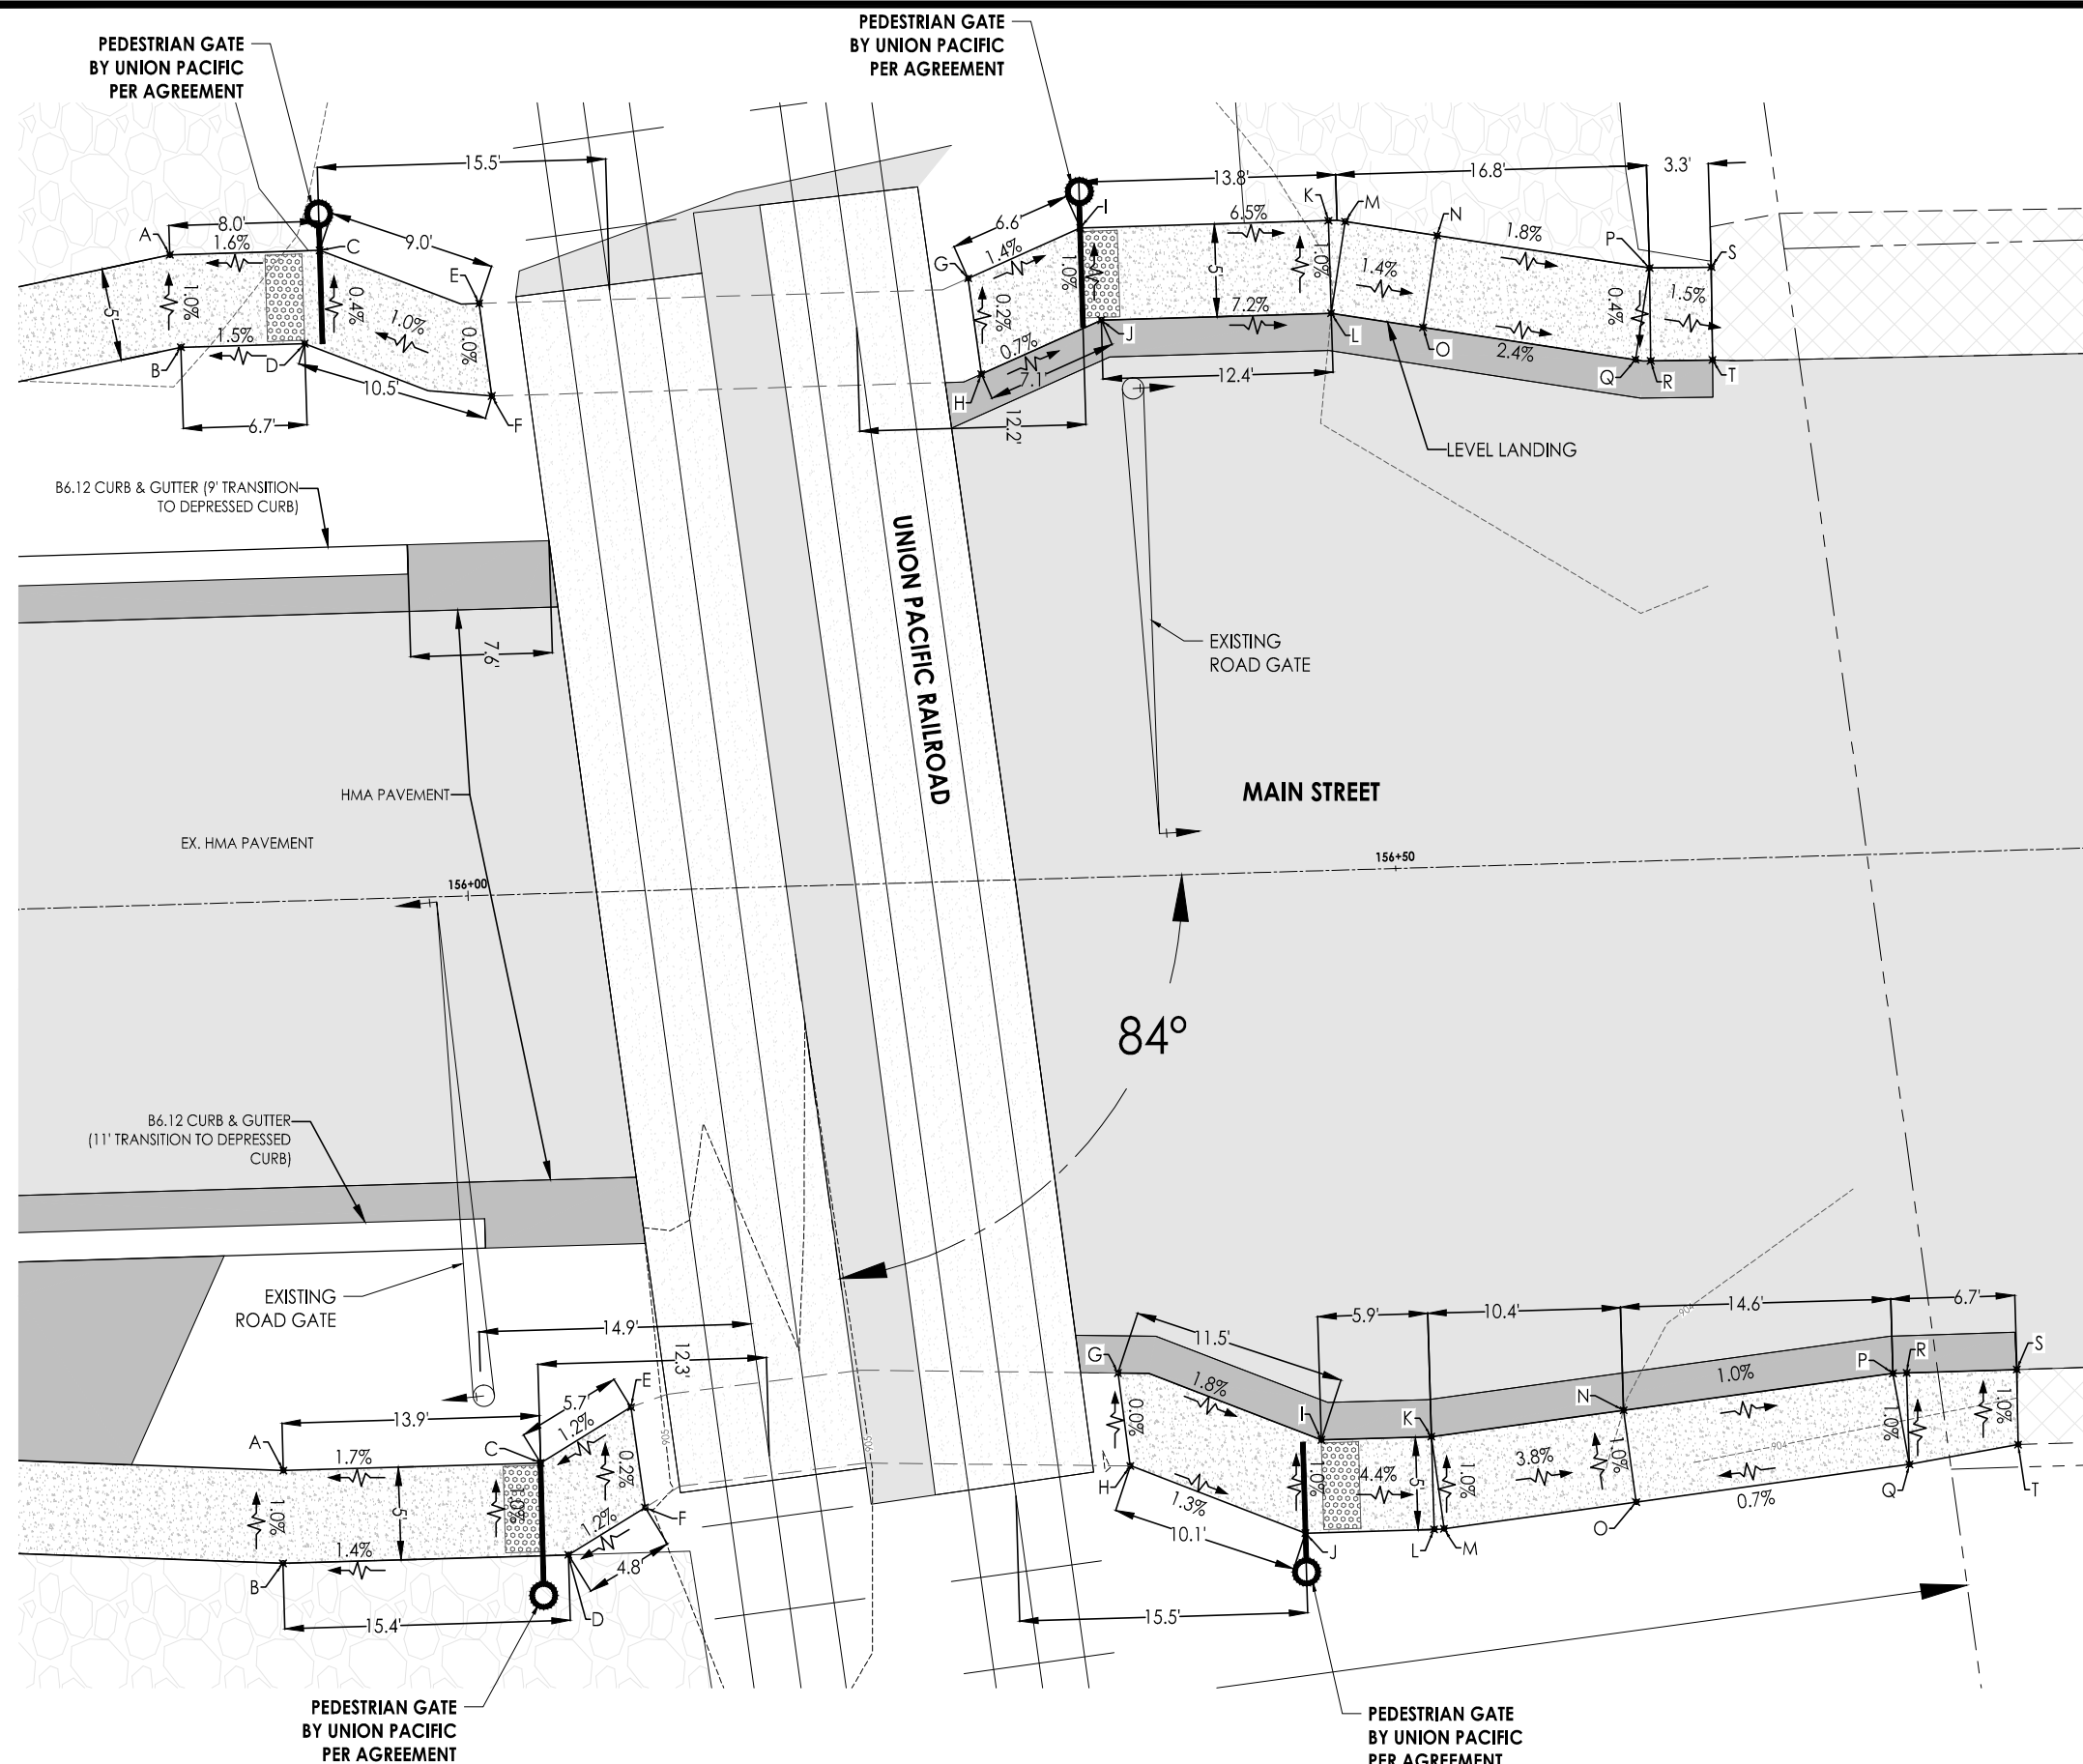 PEDESTRIAN GATE
BY UNION PACIFIC
PER AGREEMENT
PEDESTRIAN GATE
BY UNION PACIFIC
PER AGREEMENT
15.5'
8.0'
A
1.6%
C
9.0'
E
1.0%
5'
0.4%
1.0%
0.0%
1.5%
B
D
10.5'
6.7'
F
13.8'
16.8'
3.3'
6.6'
I
K
M
6.5%
N
1.8%
P
S
G
1.4%
1.0%
5'
1.0%
1.4%
0.2%
7.2%
0.4%
1.5%
J
L
O
0.7%
7.1'
2.4%
Q
R
T
H
12.4'
12.2'
LEVEL LANDING
B6.12 CURB & GUTTER (9' TRANSITION
TO DEPRESSED CURB)
7.6'
UNION PACIFIC RAILROAD
EXISTING
ROAD GATE
HMA PAVEMENT
MAIN STREET
EX. HMA PAVEMENT
156+00
156+50
84°
B6.12 CURB & GUTTER
(11' TRANSITION TO DEPRESSED
CURB)
EXISTING
ROAD GATE
14.9'
12.3'
5.7'
E
13.9'
1.2%
A
1.7%
C
0.2%
1.0%
5'
1.0%
F
1.2%
1.4%
4.8'
B
D
15.4'
905
905
904
904
5.9'
10.4'
14.6'
6.7'
11.5'
G
1.8%
P
R
S
1.0%
N
I
K
0.0%
1.0%
1.0%
3.8%
4.4%
5'
1.0%
1.0%
1.0%
H
1.3%
0.7%
Q
T
10.1'
J
L
M
O
15.5'
PEDESTRIAN GATE
BY UNION PACIFIC
PER AGREEMENT
PEDESTRIAN GATE
BY UNION PACIFIC
PER AGREEMENT